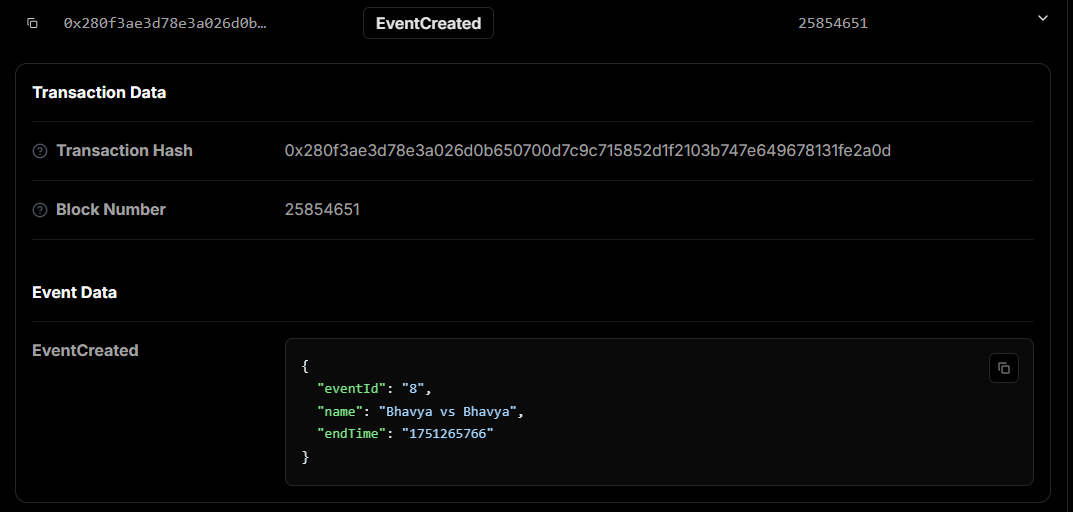 0x280f3ae3d78e3a026d0b… EventCreated 25854651
Transaction Data
Transaction Hash 0x280f3ae3d78e3a026d0b650700d7c9c715852d1f2103b747e649678131fe2a0d
Block Number 25854651
Event Data
EventCreated
{
"eventId": "8",
"name": "Bhavya vs Bhavya",
"endTime": "1751265766"
}